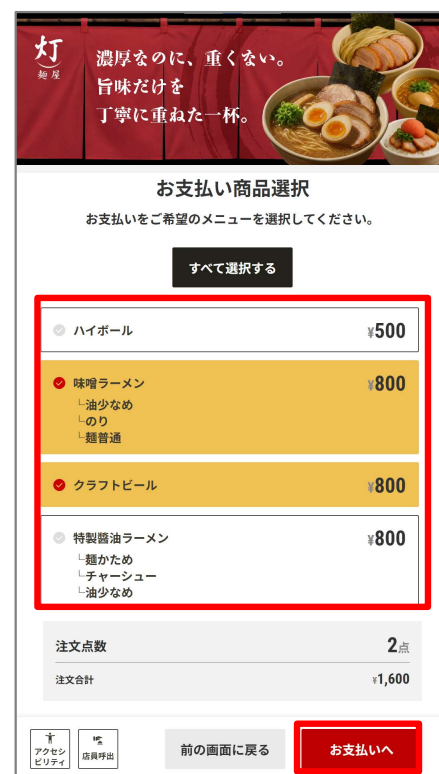 灯
麺屋
濃厚なのに、重くない。
旨味だけを
丁寧に重ねた一杯。
お支払い商品選択
お支払いをご希望のメニューを選択してください。
すべて選択する
ハイボール ¥500
味噌ラーメン ¥800
└油少なめ
└のり
└麺普通
クラフトビール ¥800
特製醤油ラーメン ¥800
└麺かため
└チャーシュー
└油少なめ
注文点数 2点
注文合計 ¥1,600
アクセシ
ビリティ
店員呼出
前の画面に戻る
お支払いへ